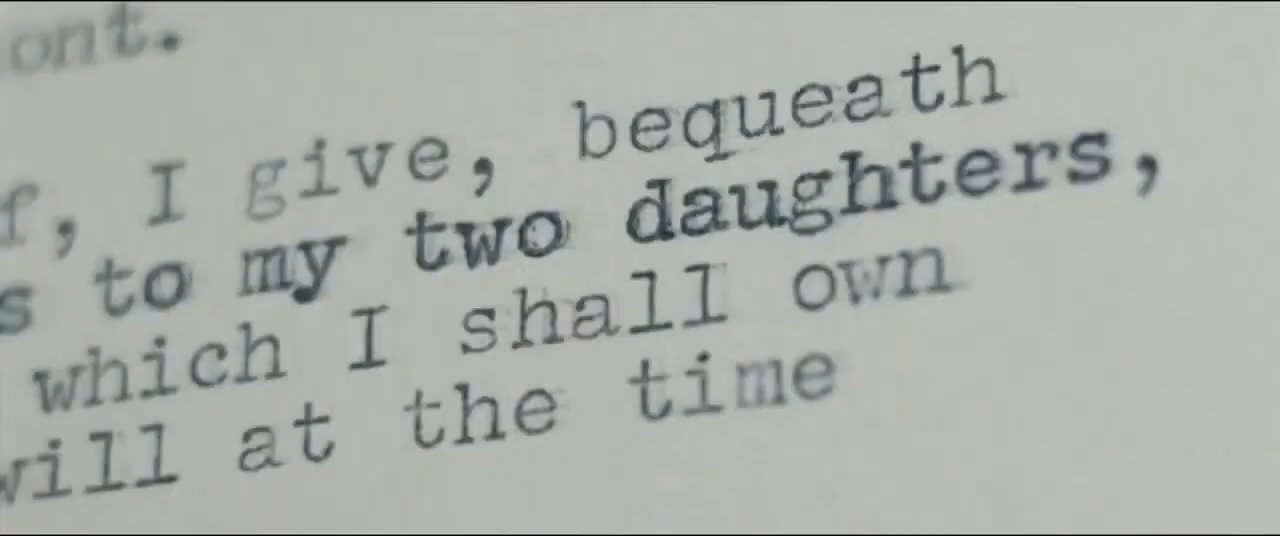 ont.
f, I give, bequeath
s to my two daughters,
which I shall own
will at the time